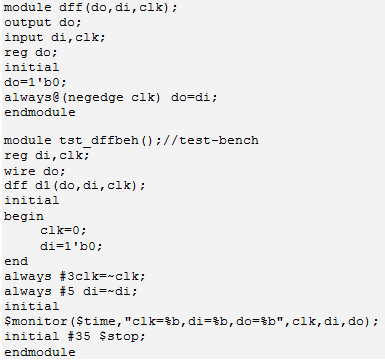 module dff(do,di,clk);
output do;
input di,clk;
reg do;
initial
do=1'b0;
always@(negedge clk) do=di;
endmodule
module tst_dffbeh();//test-bench
reg di,clk;
wire do;
dff d1(do,di,clk);
initial
begin
clk=0;
di=1'b0;
end
always #3clk=~clk;
always #5 di=~di;
initial
$monitor($time,"clk=%b,di=%b,do=%b",clk,di,do);
initial #35 $stop;
endmodule